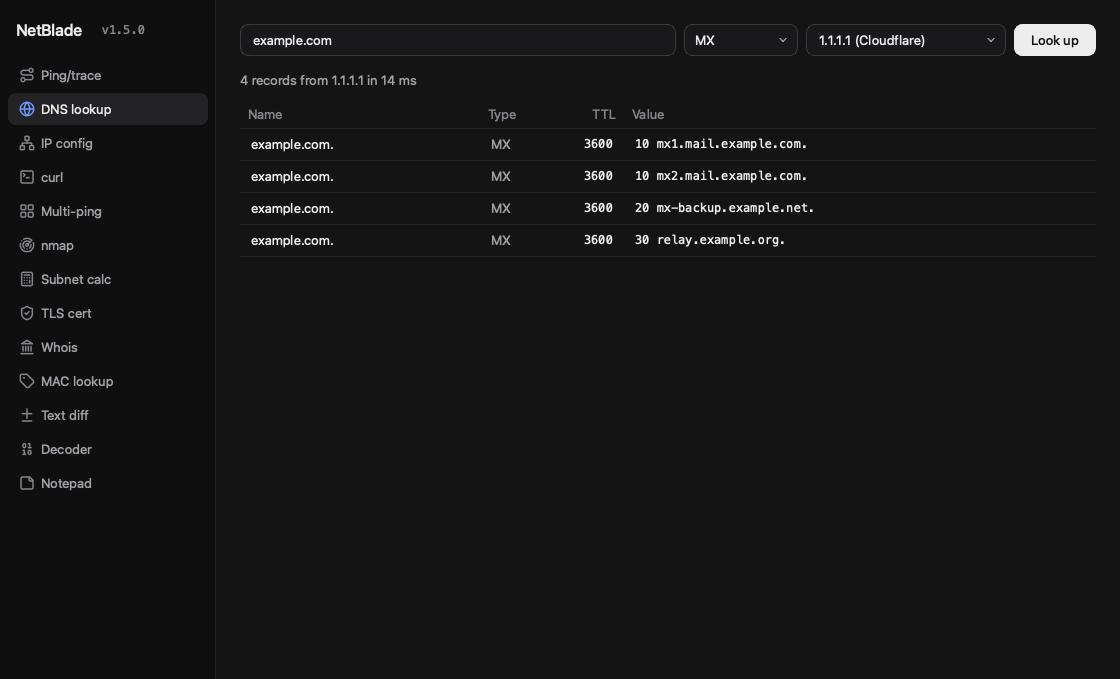 NetBlade v1.5.0
Ping/trace
DNS lookup
IP config
curl
Multi-ping
nmap
Subnet calc
TLS cert
Whois
MAC lookup
Text diff
Decoder
Notepad
example.com MX 1.1.1.1 (Cloudflare) Look up
4 records from 1.1.1.1 in 14 ms
Name Type TTL Value
example.com. MX 3600 10 mx1.mail.example.com.
example.com. MX 3600 10 mx2.mail.example.com.
example.com. MX 3600 20 mx-backup.example.net.
example.com. MX 3600 30 relay.example.org.